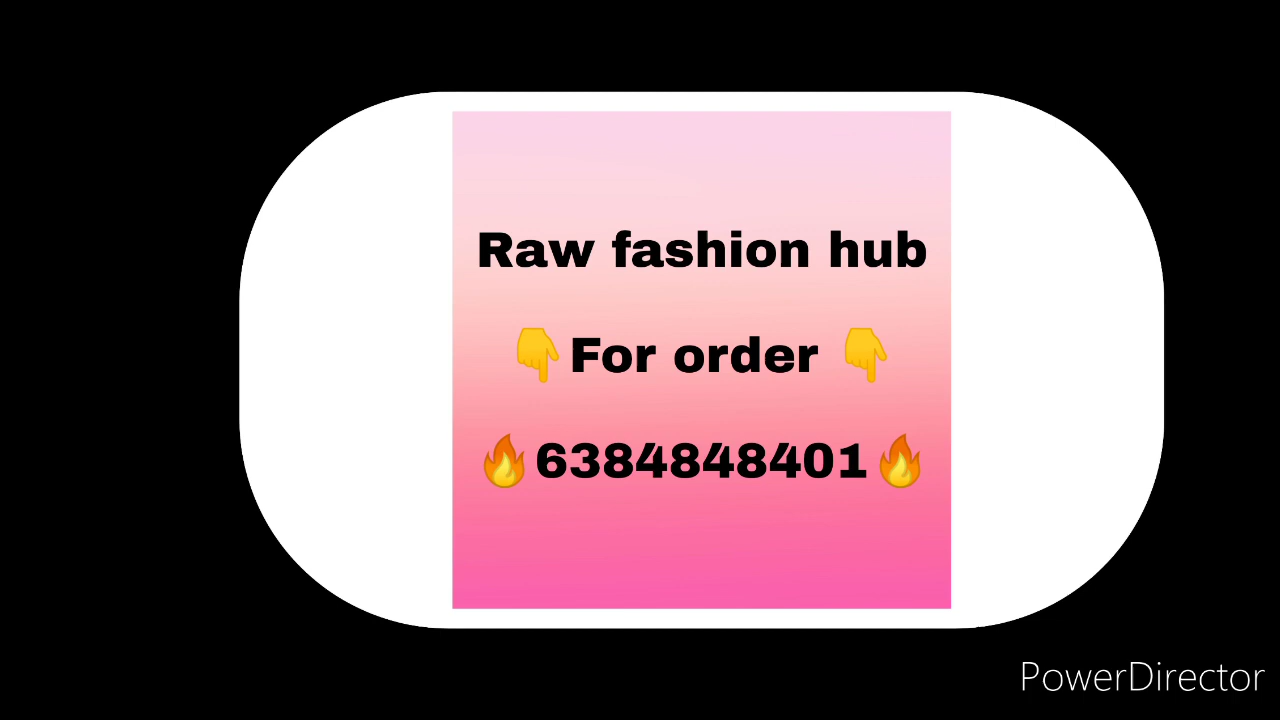 Raw fashion hub
👇For order 👇
🔥6384848401🔥
PowerDirector